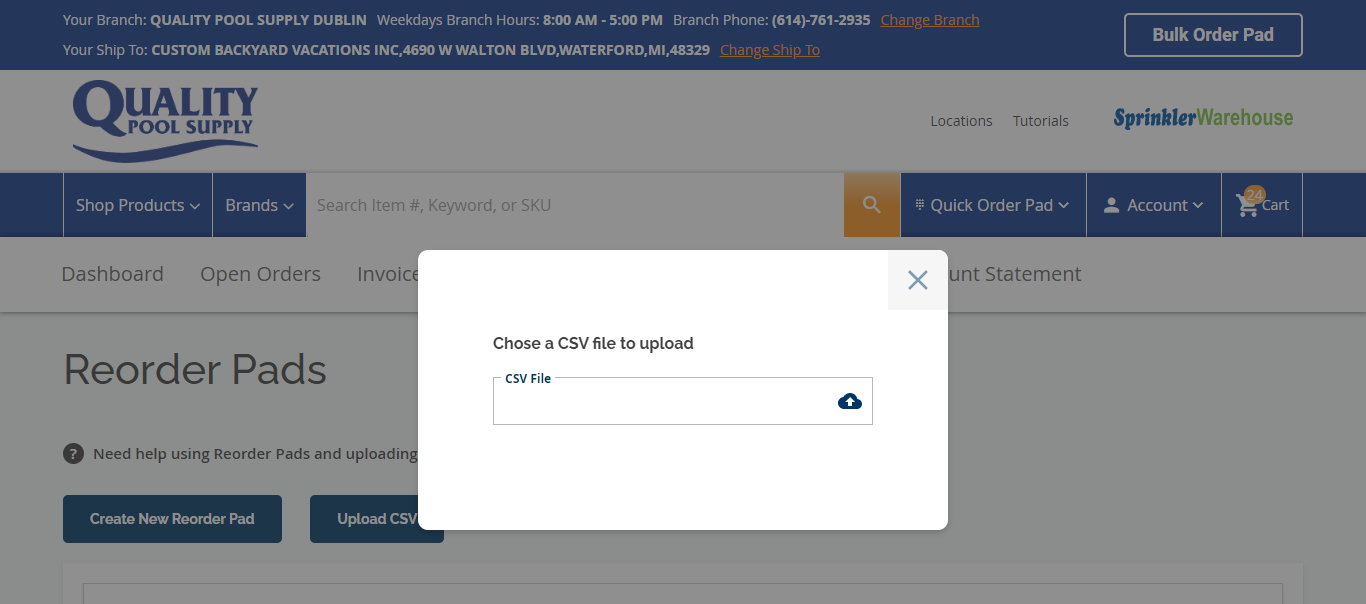 Your Branch: QUALITY POOL SUPPLY DUBLIN Weekdays Branch Hours: 8:00 AM - 5:00 PM Branch Phone: (614)-761-2935 Change Branch
Your Ship To: CUSTOM BACKYARD VACATIONS INC,4690 W WALTON BLVD,WATERFORD,MI,48329 Change Ship To
Bulk Order Pad
QUALITY
POOL SUPPLY
Locations Tutorials SprinklerWarehouse
Shop Products Brands Search Item #, Keyword, or SKU Quick Order Pad Account 24 Cart
Dashboard Open Orders Invoice unt Statement
Chose a CSV file to upload
CSV File
Reorder Pads
? Need help using Reorder Pads and uploading
Create New Reorder Pad Upload CSV